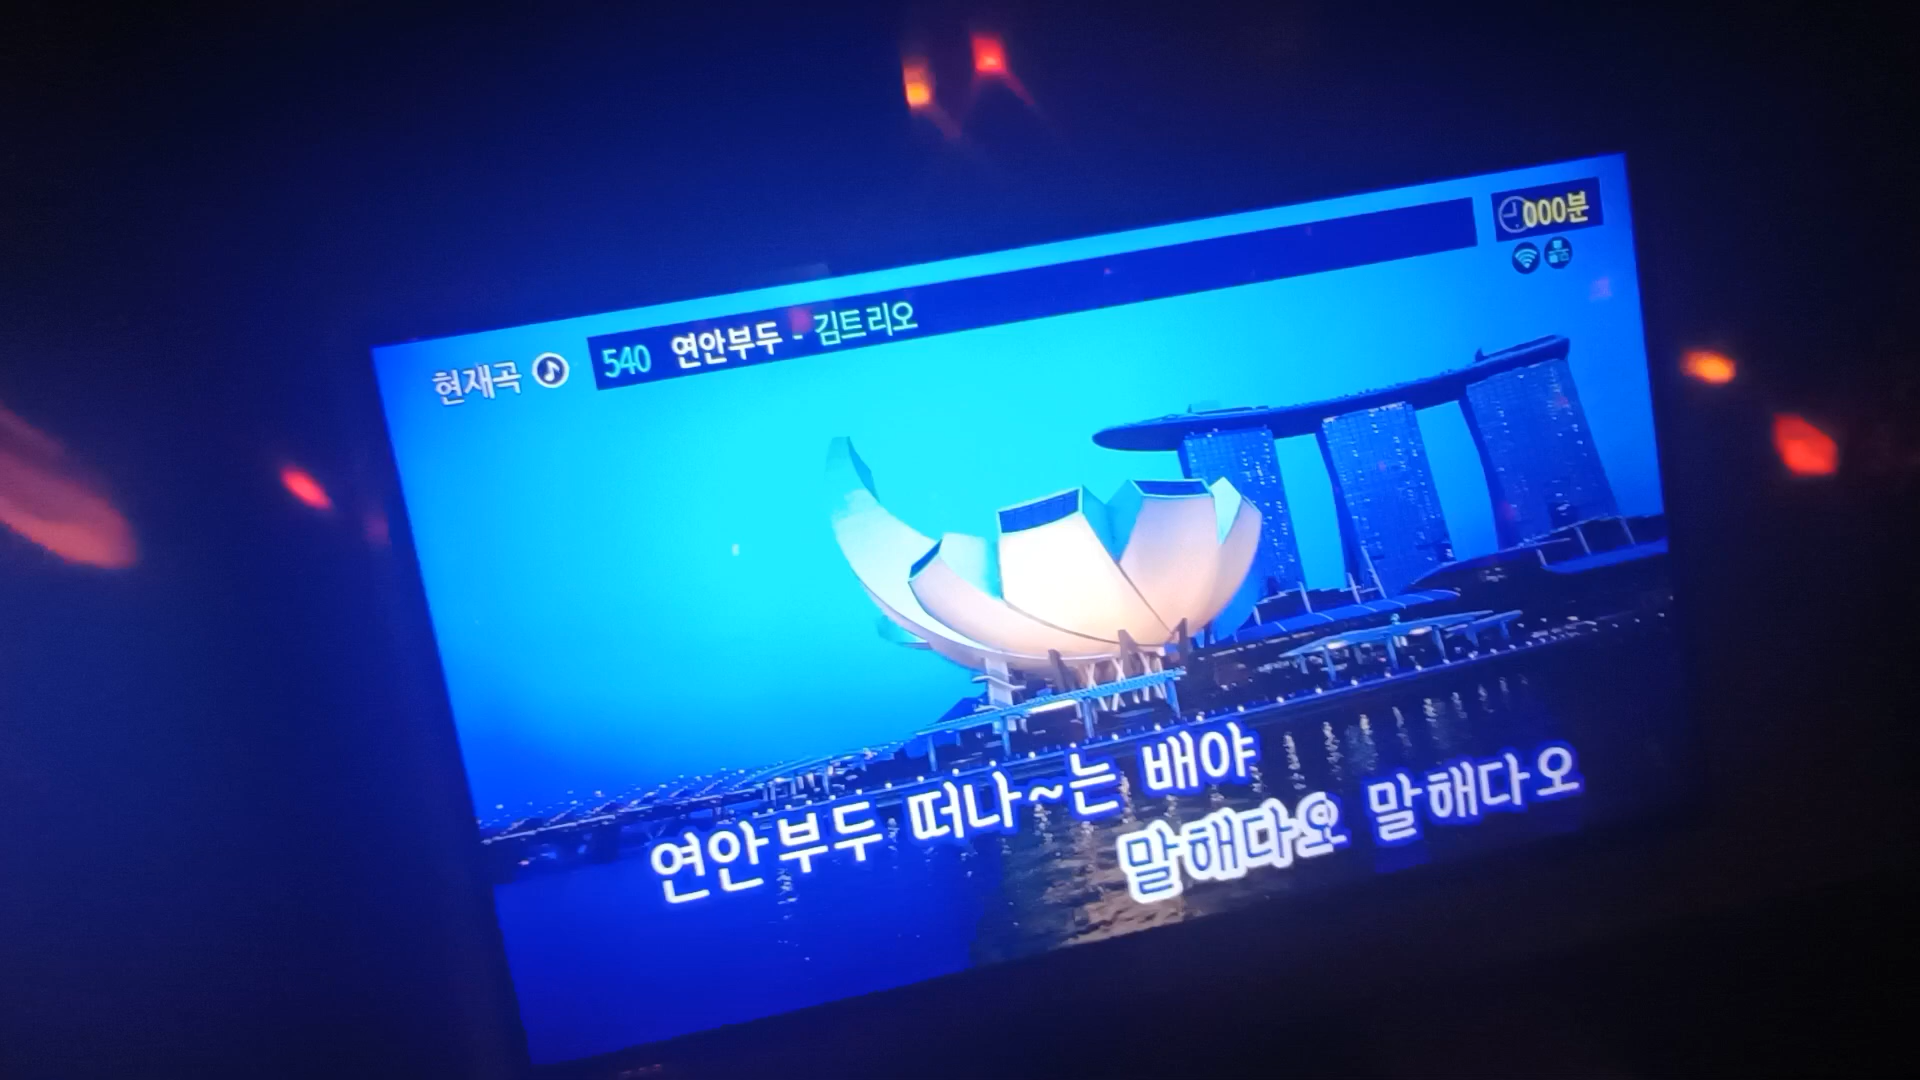 000분
현재곡 540 연안부두 - 김트리오
연안부두 떠나~는 배야
말해다오 말해다오